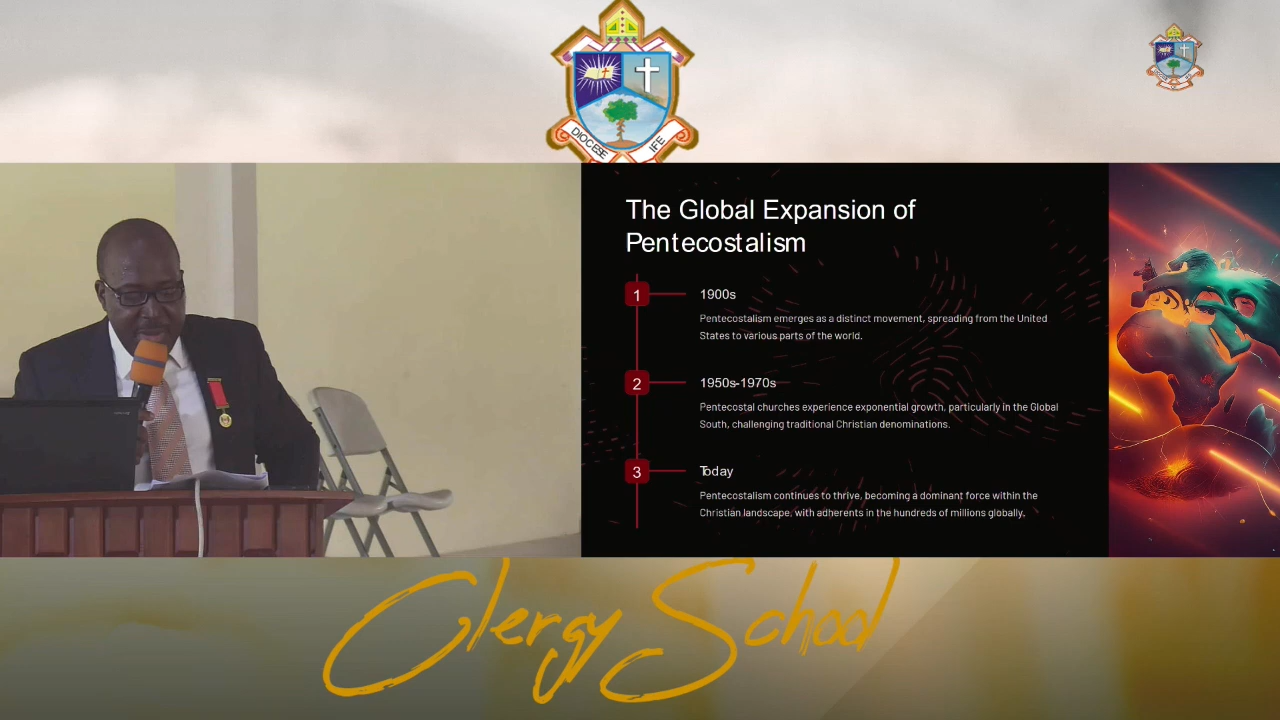 DIOCESE IFE
The Global Expansion of
Pentecostalism
1
1900s
Pentecostalism emerges as a distinct movement, spreading from the United
States to various parts of the world.
2
1950s-1970s
Pentecostal churches experience exponential growth, particularly in the Global
South, challenging traditional Christian denominations.
3
Today
Pentecostalism continues to thrive, becoming a dominant force within the
Christian landscape, with adherents in the hundreds of millions globally.
Clergy School